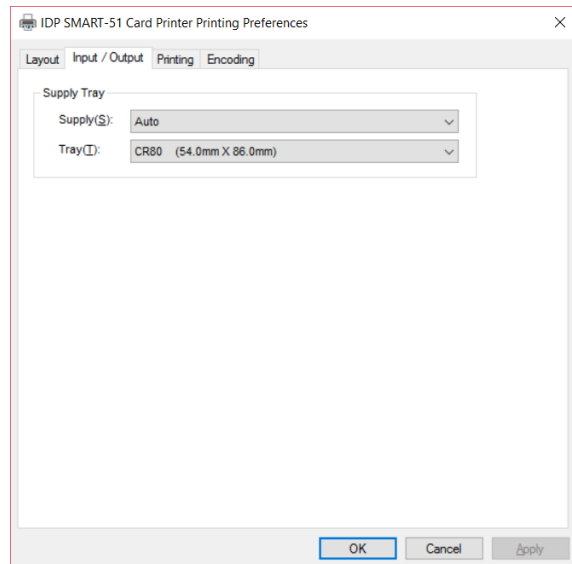 IDP SMART-51 Card Printer Printing Preferences
Layout Input / Output Printing Encoding
Supply Tray
Supply(S): Auto
Tray(T): CR80 (54.0mm X 86.0mm)
OK Cancel Apply